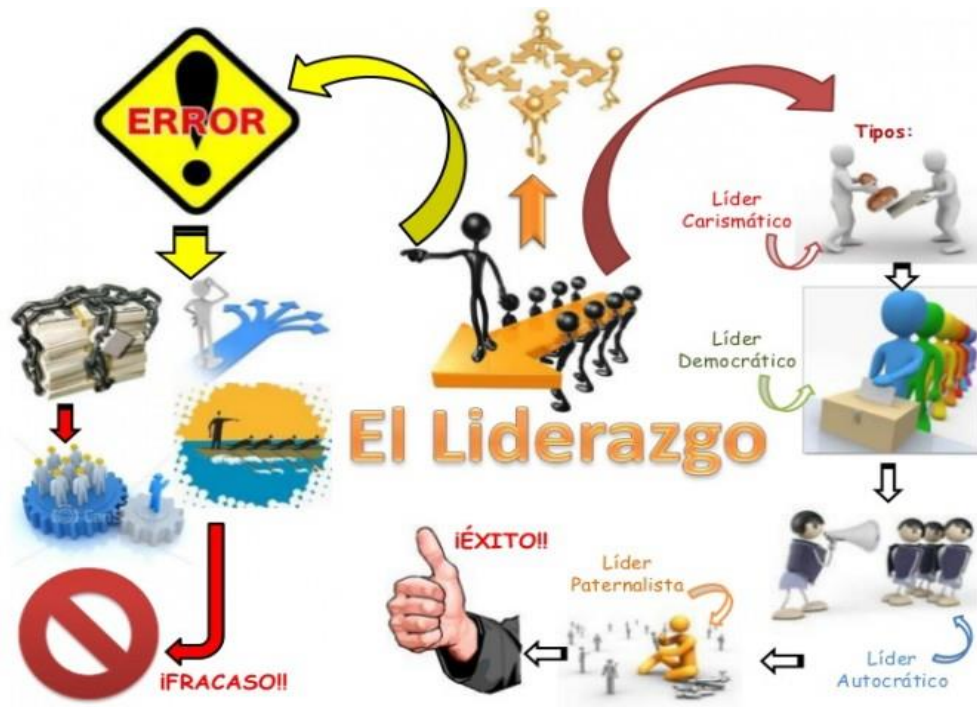 ERROR
Tipos:
Líder
Carismático
Líder
Democrático
El Liderazgo
¡ÉXITO!!
Líder
Paternalista
Líder
Autocrático
¡FRACASO!!